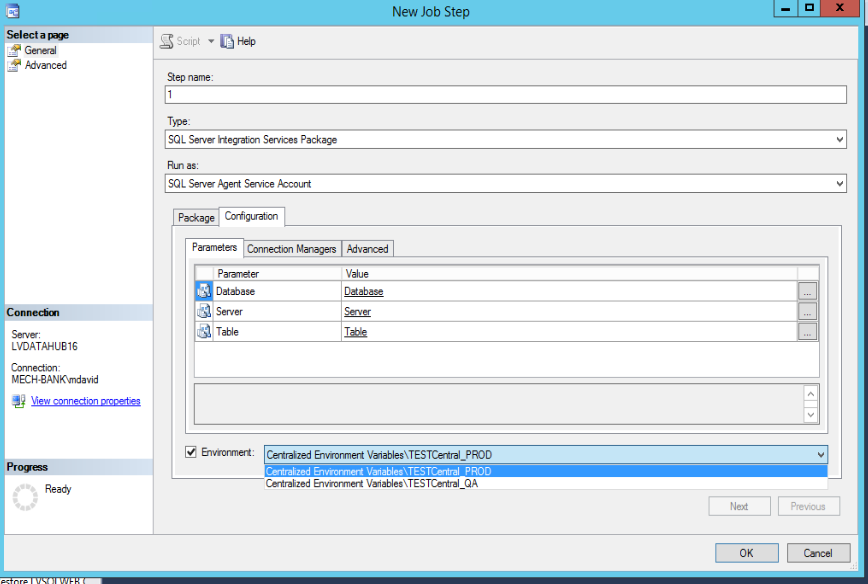 New Job Step
Select a page
General
Advanced
Script
Help
Step name:
1
Type:
SQL Server Integration Services Package
Run as:
SQL Server Agent Service Account
Package
Configuration
Parameters
Connection Managers
Advanced
Parameter Value
Database Database ...
Server Server ...
Table Table ...
Environment: Centralized Environment Variables\TESTCentral_PROD
Centralized Environment Variables\TESTCentral_PROD
Centralized Environment Variables\TESTCentral_QA
Connection
Server:
LVDATAHUB16
Connection:
MECH-BANK\mdavid
View connection properties
Progress
Ready
Next
Previous
OK
Cancel